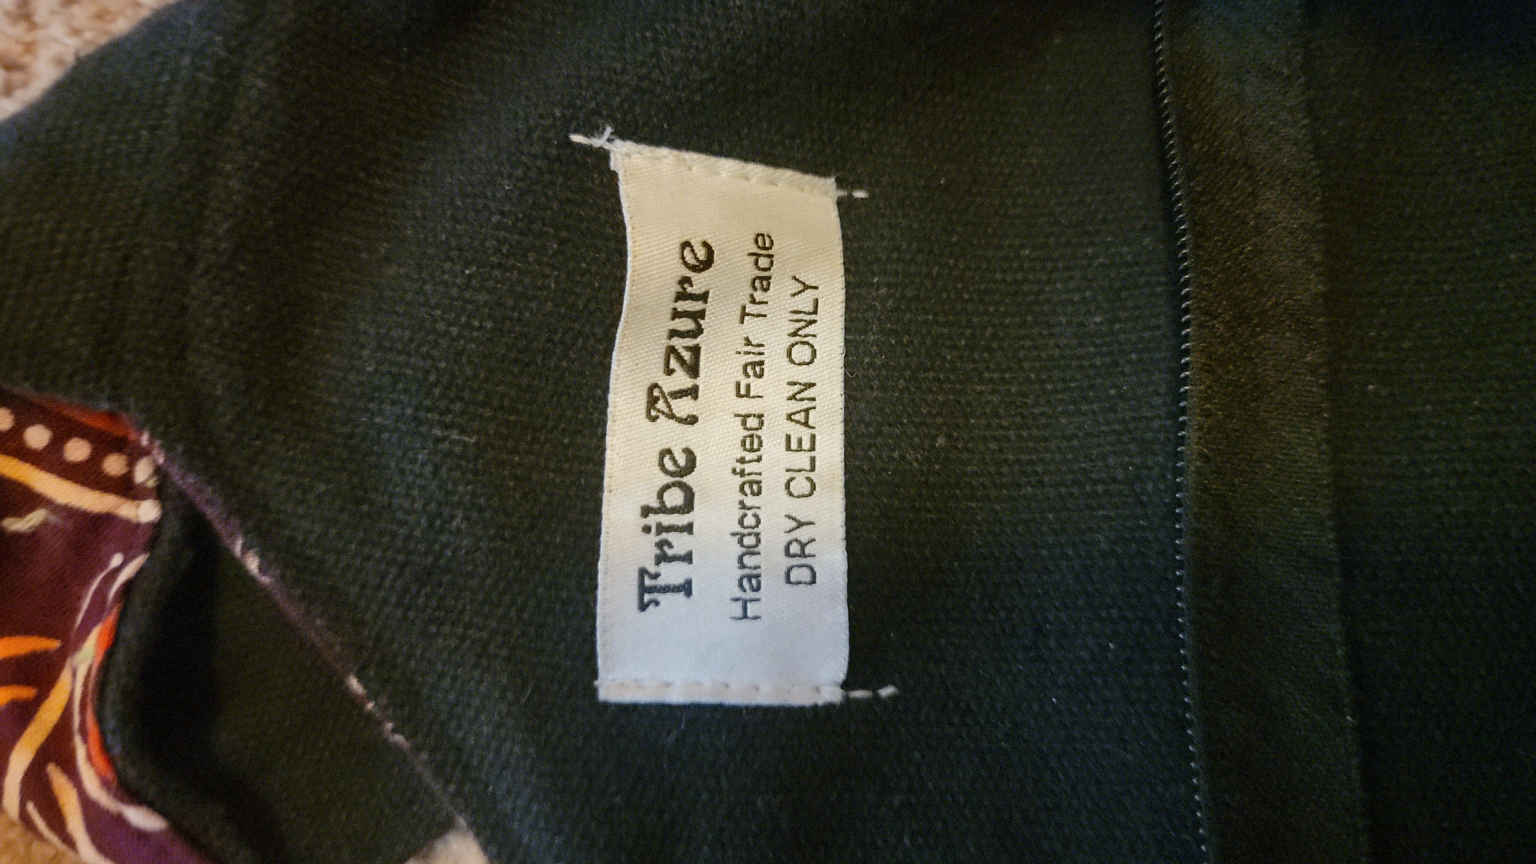 Tribe Azure
Handcrafted Fair Trade
DRY CLEAN ONLY